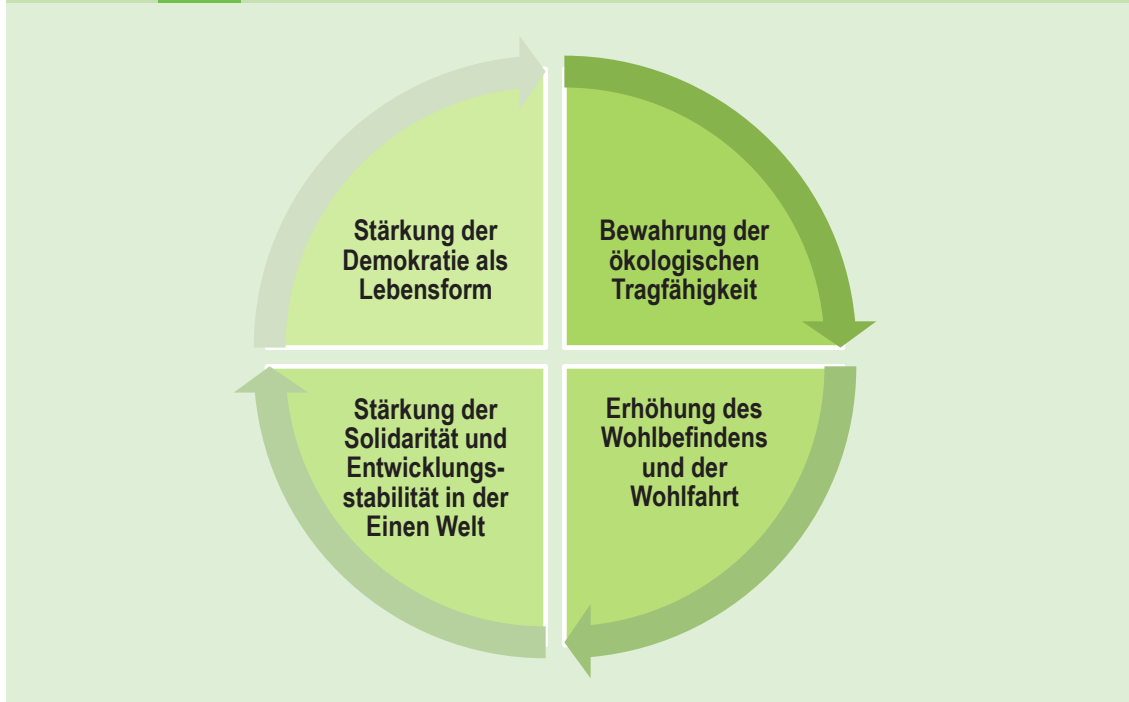 Stärkung der
Demokratie als
Lebensform
Bewahrung der
ökologischen
Tragfähigkeit
Stärkung der
Solidarität und
Entwicklungs-
stabilität in der
Einen Welt
Erhöhung des
Wohlbefindens
und der
Wohlfahrt